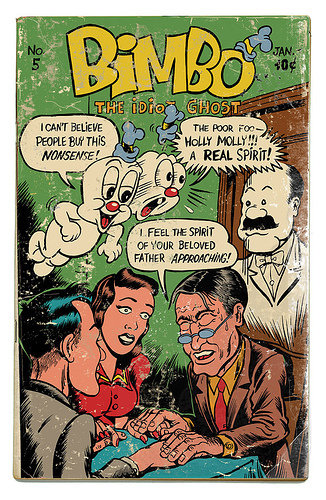 No.
5
BiMBO
JAN.
10¢
THE iDiOT GHOST
I CAN'T BELIEVE
PEOPLE BUY THIS
NONSENSE!
THE POOR FOO—
HOLLY MOLLY!!!
A REAL SPIRIT!
I FEEL THE SPIRIT
OF YOUR BELOVED
FATHER APPROACHING!